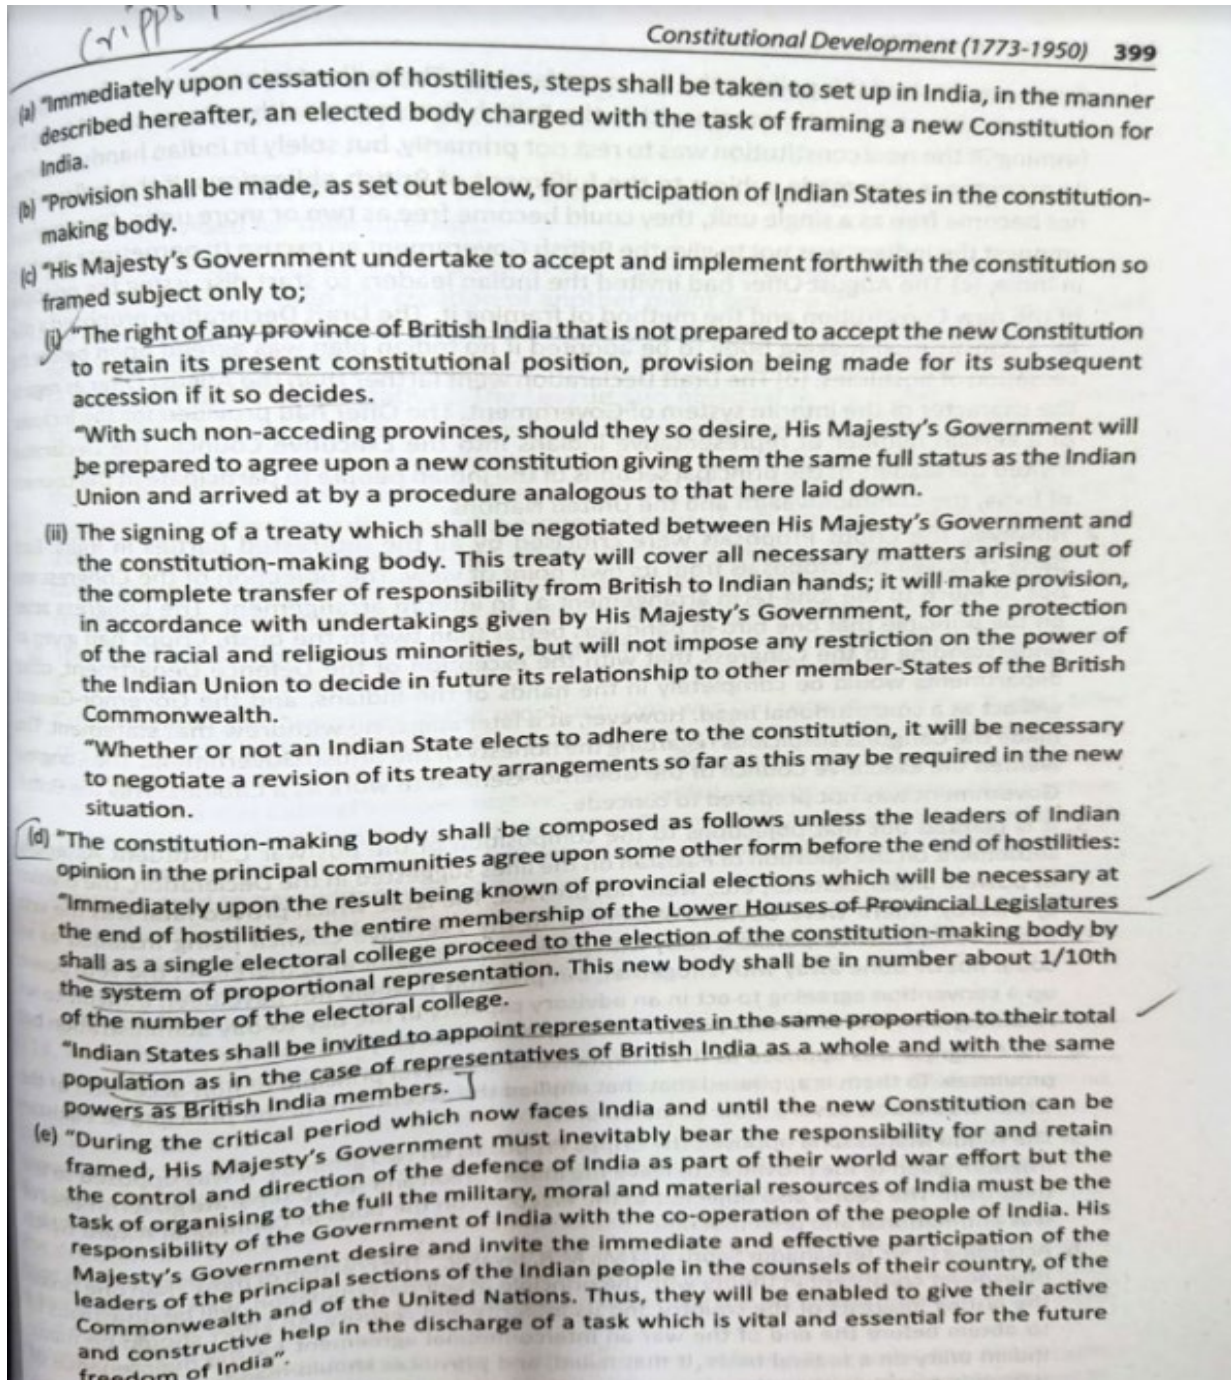 Cripps
Constitutional Development (1773-1950) 399
(a) "Immediately upon cessation of hostilities, steps shall be taken to set up in India, in the manner
described hereafter, an elected body charged with the task of framing a new Constitution for
India.
(b) "Provision shall be made, as set out below, for participation of Indian States in the constitution-
making body.
(c) "His Majesty's Government undertake to accept and implement forthwith the constitution so
framed subject only to;
(i) "The right of any province of British India that is not prepared to accept the new Constitution
to retain its present constitutional position, provision being made for its subsequent
accession if it so decides.
"With such non-acceding provinces, should they so desire, His Majesty's Government will
be prepared to agree upon a new constitution giving them the same full status as the Indian
Union and arrived at by a procedure analogous to that here laid down.
(ii) The signing of a treaty which shall be negotiated between His Majesty's Government and
the constitution-making body. This treaty will cover all necessary matters arising out of
the complete transfer of responsibility from British to Indian hands; it will make provision,
in accordance with undertakings given by His Majesty's Government, for the protection
of the racial and religious minorities, but will not impose any restriction on the power of
the Indian Union to decide in future its relationship to other member-States of the British
Commonwealth.
"Whether or not an Indian State elects to adhere to the constitution, it will be necessary
to negotiate a revision of its treaty arrangements so far as this may be required in the new
situation.
(d) "The constitution-making body shall be composed as follows unless the leaders of Indian
opinion in the principal communities agree upon some other form before the end of hostilities:
"Immediately upon the result being known of provincial elections which will be necessary at
the end of hostilities, the entire membership of the Lower Houses of Provincial Legislatures
shall as a single electoral college proceed to the election of the constitution-making body by
the system of proportional representation. This new body shall be in number about 1/10th
of the number of the electoral college.
"Indian States shall be invited to appoint representatives in the same proportion to their total
population as in the case of representatives of British India as a whole and with the same
powers as British India members.
(e) "During the critical period which now faces India and until the new Constitution can be
framed, His Majesty's Government must inevitably bear the responsibility for and retain
the control and direction of the defence of India as part of their world war effort but the
task of organising to the full the military, moral and material resources of India must be the
responsibility of the Government of India with the co-operation of the people of India. His
Majesty's Government desire and invite the immediate and effective participation of the
leaders of the principal sections of the Indian people in the counsels of their country, of the
Commonwealth and of the United Nations. Thus, they will be enabled to give their active
and constructive help in the discharge of a task which is vital and essential for the future
freedom of India".